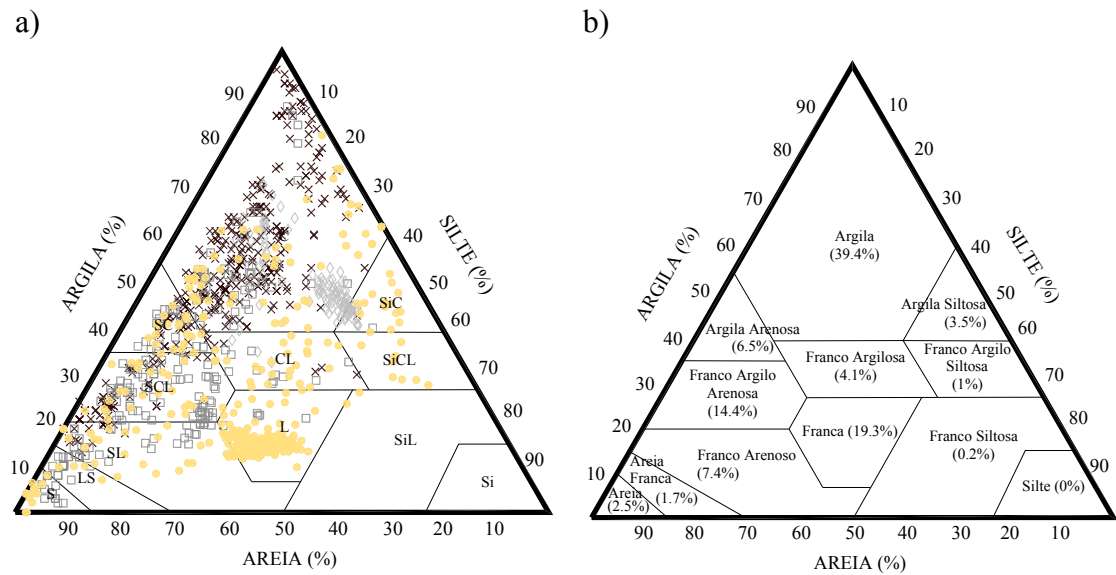 a)
b)
90
80
70
60
50
40
30
20
10
ARGILA (%)
10
20
30
40
50
60
70
80
90
SILTE (%)
SC
SCL
SL
LS
S
CL
L
SiC
SiCL
SiL
Si
90
80
70
60
50
40
30
20
10
AREIA (%)
90
80
70
60
50
40
30
20
10
ARGILA (%)
10
20
30
40
50
60
70
80
90
SILTE (%)
Argila
(39.4%)
Argila Siltosa
(3.5%)
Argila Arenosa
(6.5%)
Franco Argilosa
(4.1%)
Franco Argilo
Siltosa
(1%)
Franco Argilo
Arenosa
(14.4%)
Franca (19.3%)
Franco Siltosa
(0.2%)
Franco Arenoso
(7.4%)
Areia
Franca
(1.7%)
Areia
(2.5%)
Silte (0%)
90
80
70
60
50
40
30
20
10
AREIA (%)